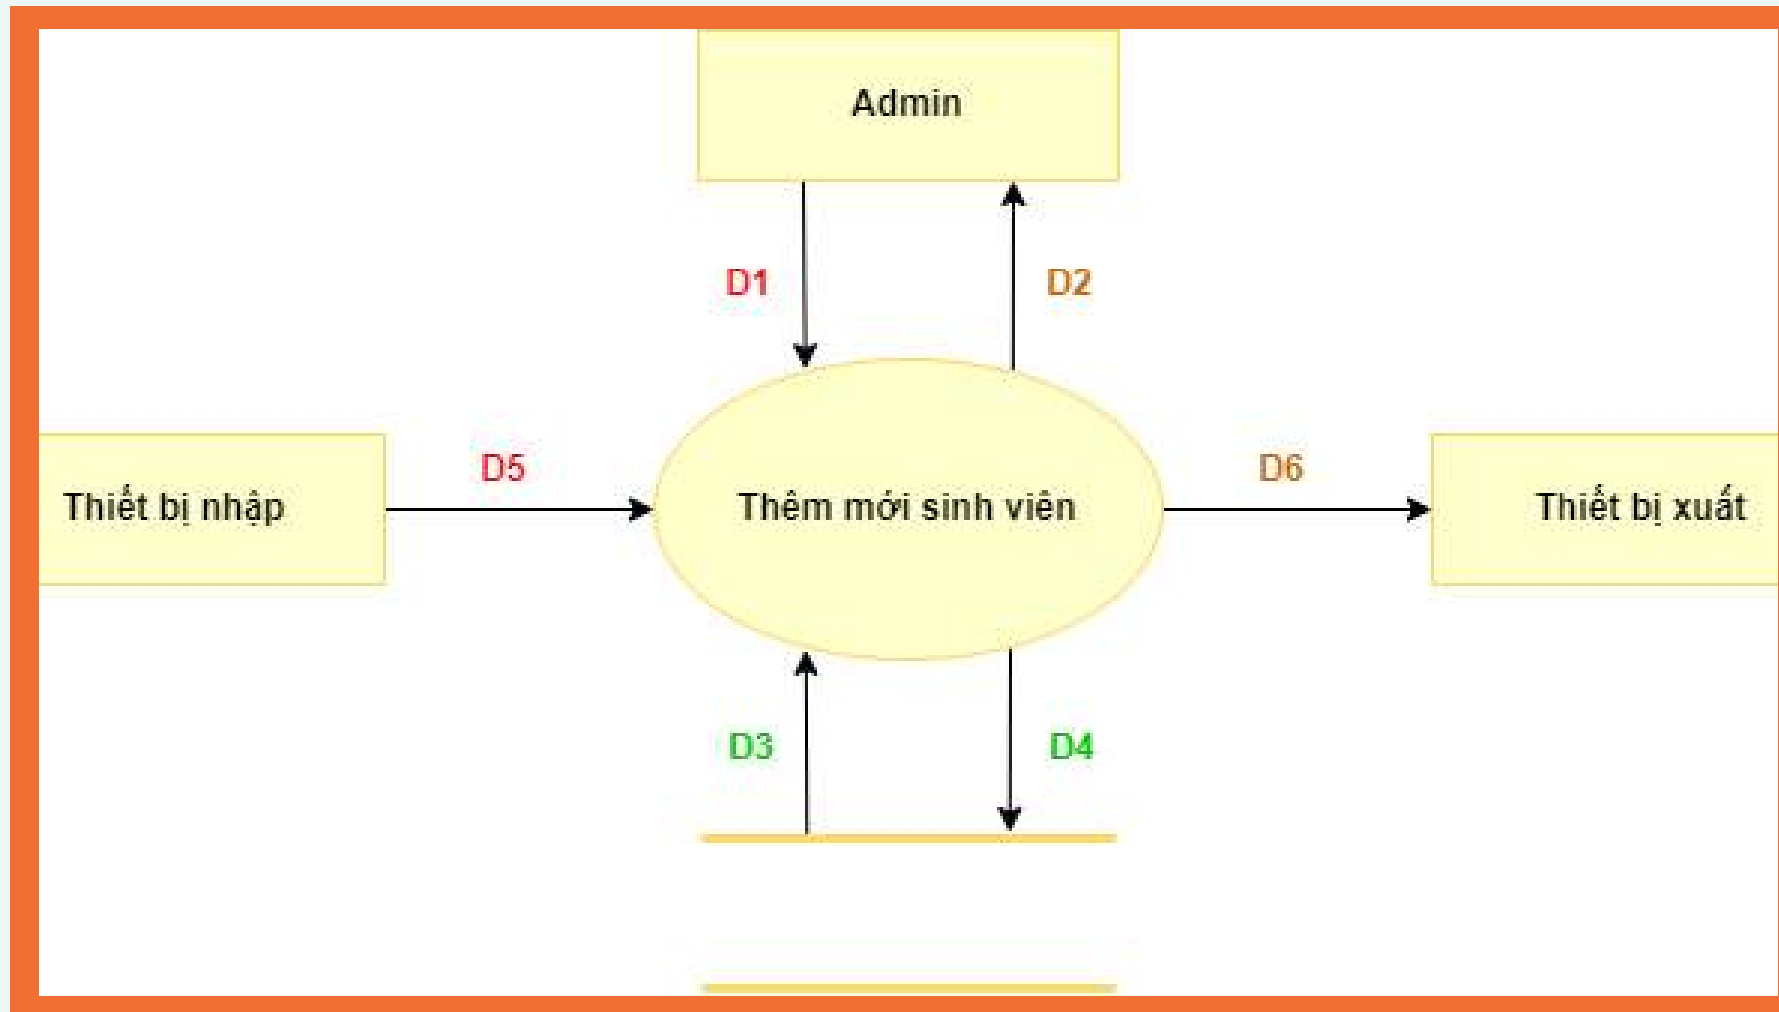 Admin
D1
D2
D5
D6
Thiết bị nhập
Thêm mới sinh viên
Thiết bị xuất
D3
D4